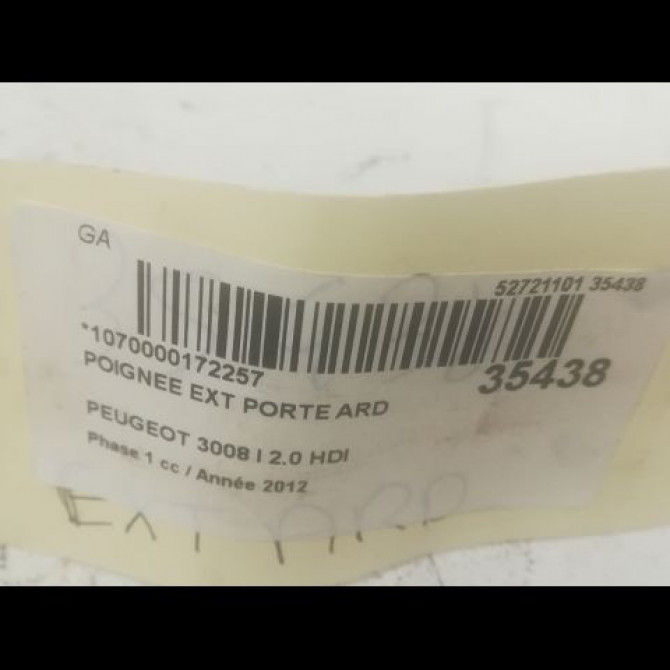 GA
52721101 35438
*1070000172257
35438
POIGNEE EXT PORTE ARD
PEUGEOT 3008 I 2.0 HDI
Phase 1 cc / Année 2012
EXT ARD